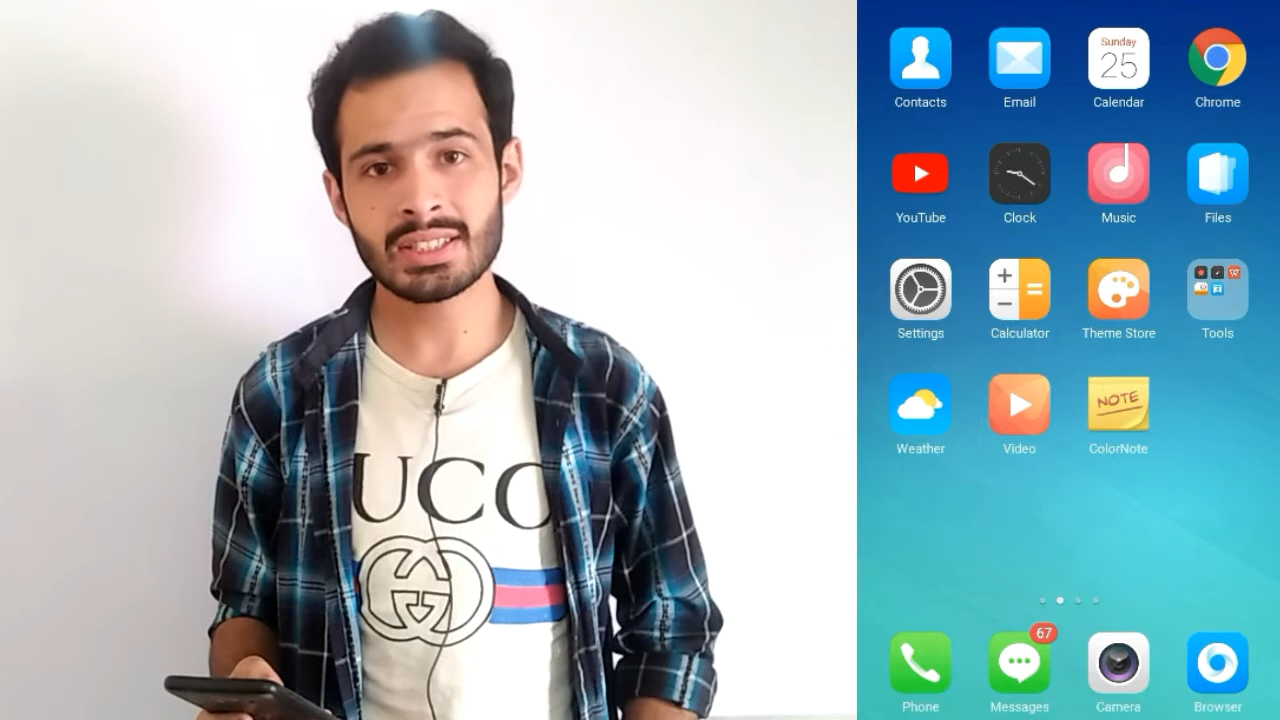 UCC
Sunday
25
Contacts
Email
Calendar
Chrome
YouTube
Clock
Music
Files
Settings
Calculator
Theme Store
Tools
NOTE
Weather
Video
ColorNote
67
Phone
Messages
Camera
Browser